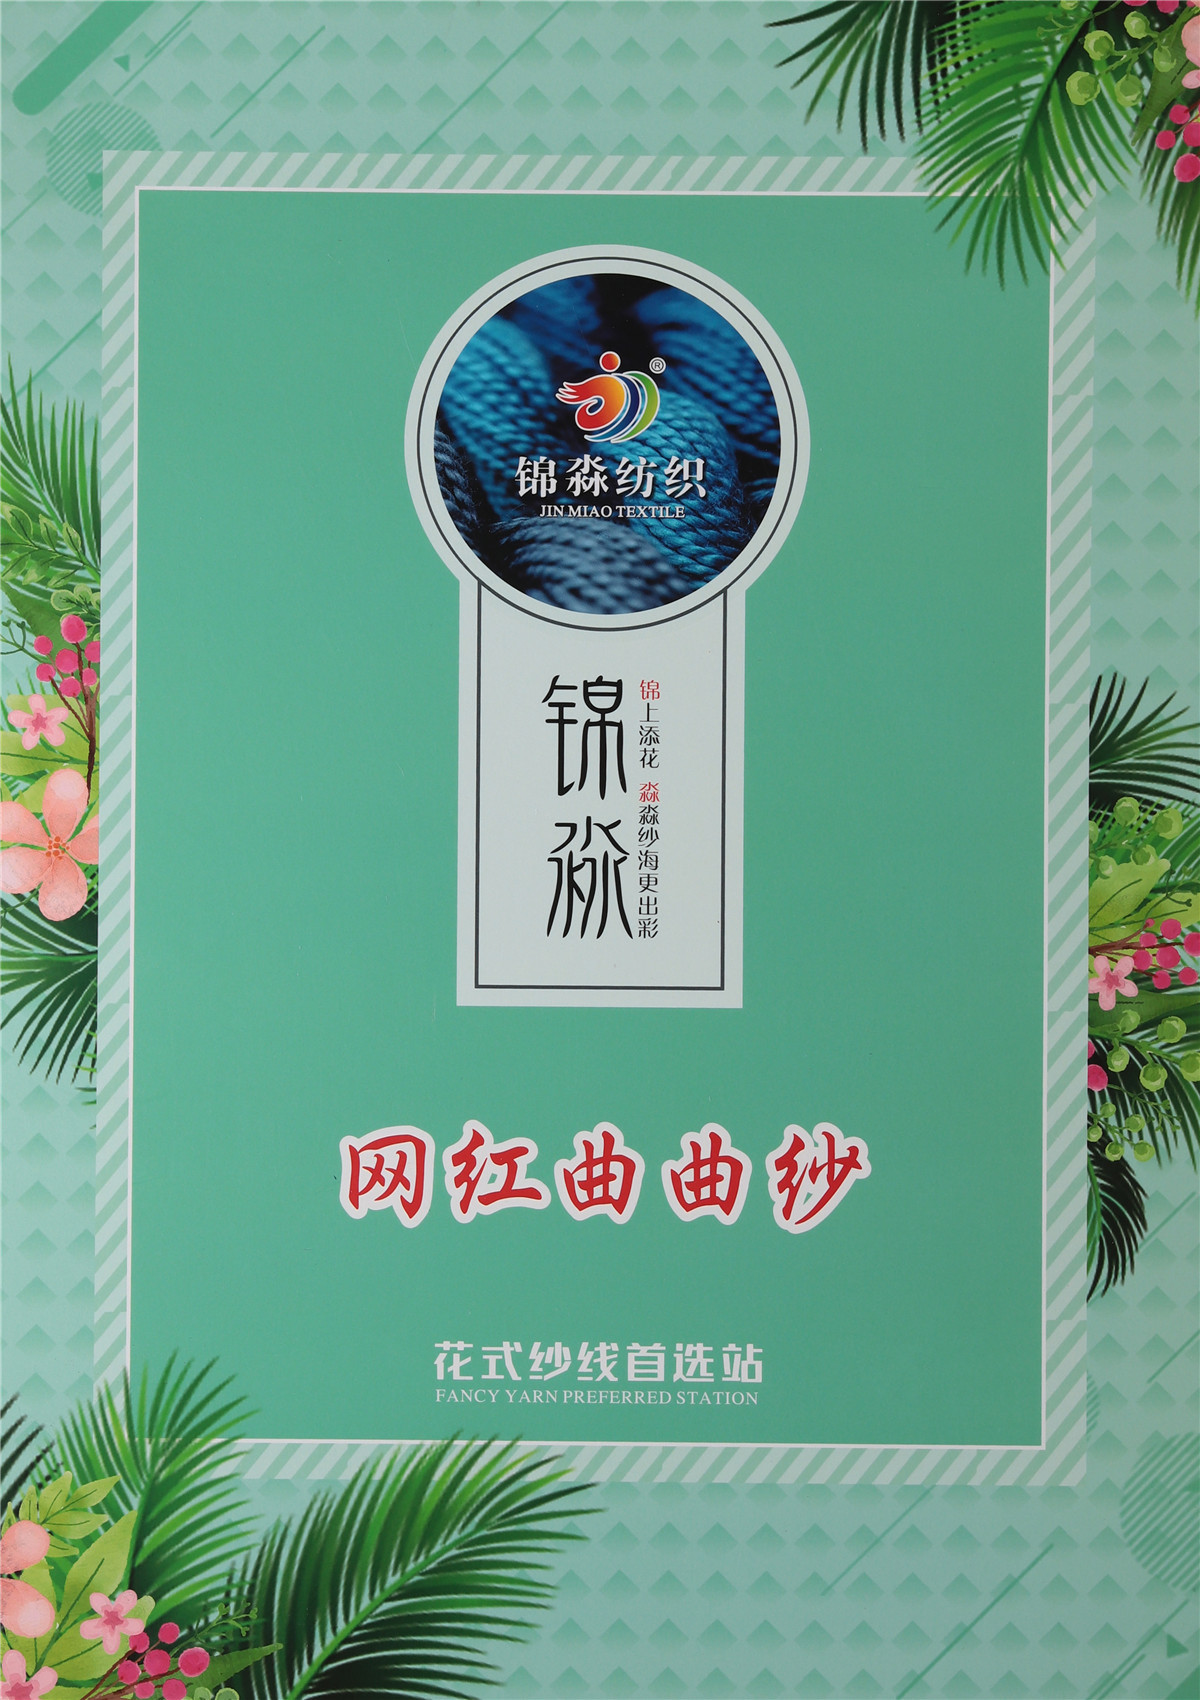 ®
锦淼纺织
JIN MIAO TEXTILE
锦淼
锦上添花 淼淼纱海更出彩
网红曲曲纱
花式纱线首选站
FANCY YARN PREFERRED STATION